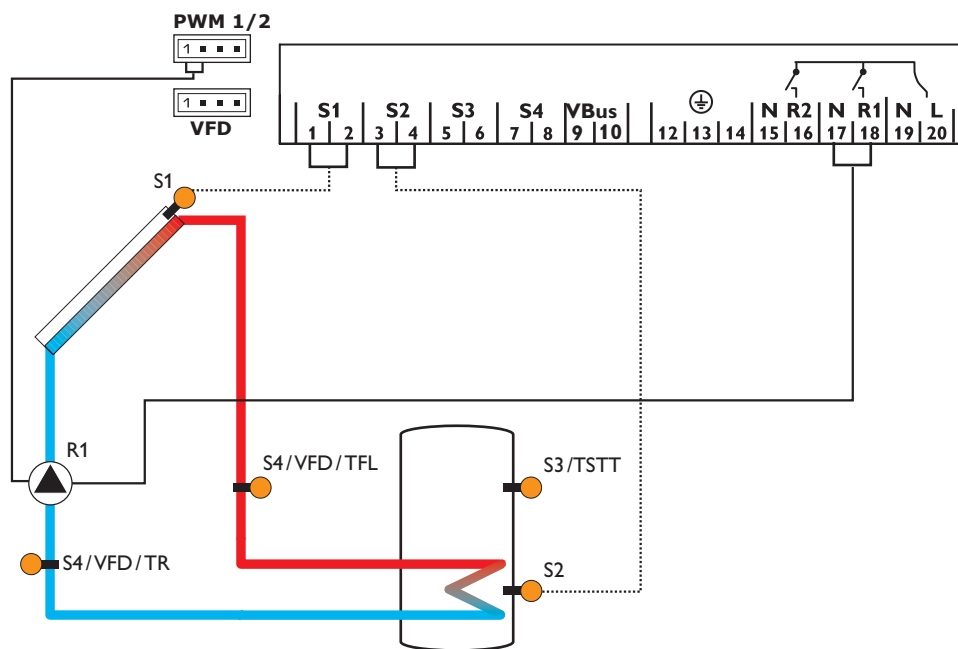 PWM 1/2
1
1
VFD
S1 S2 S3 S4 VBus N R2 N R1 N L
1 2 3 4 5 6 7 8 9 10 12 13 14 15 16 17 18 19 20
S1
R1
S4/VFD/TFL
S3/TSTT
S4/VFD/TR
S2